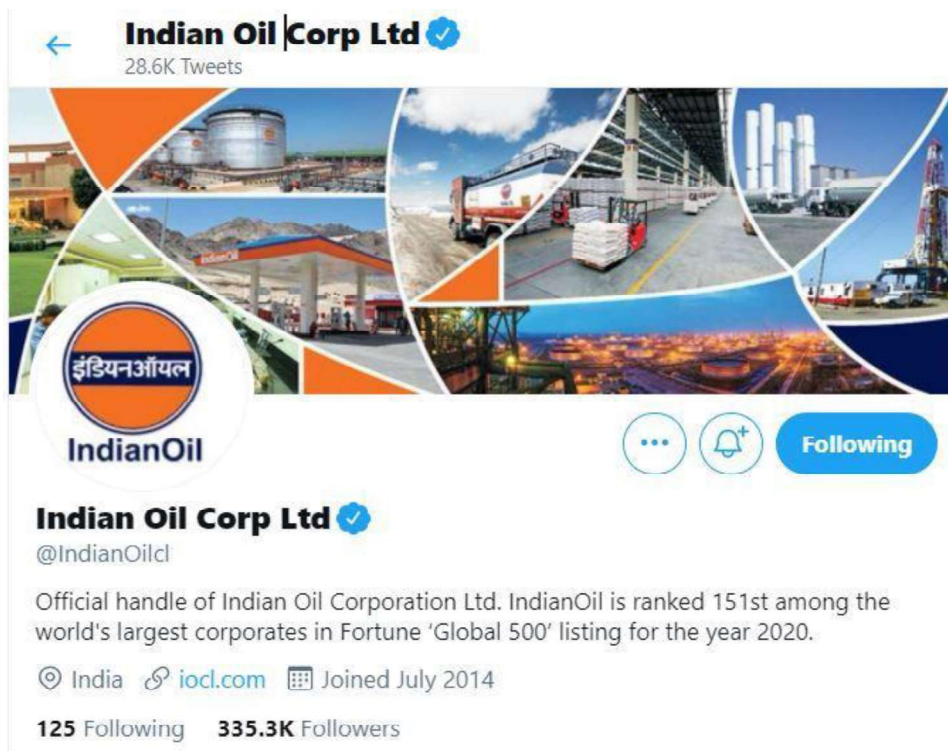 Indian Oil Corp Ltd
28.6K Tweets
IndianOil
इंडियनऑयल
IndianOil
Following
Indian Oil Corp Ltd
@IndianOilcl
Official handle of Indian Oil Corporation Ltd. IndianOil is ranked 151st among the
world's largest corporates in Fortune ‘Global 500’ listing for the year 2020.
India iocl.com Joined July 2014
125 Following 335.3K Followers